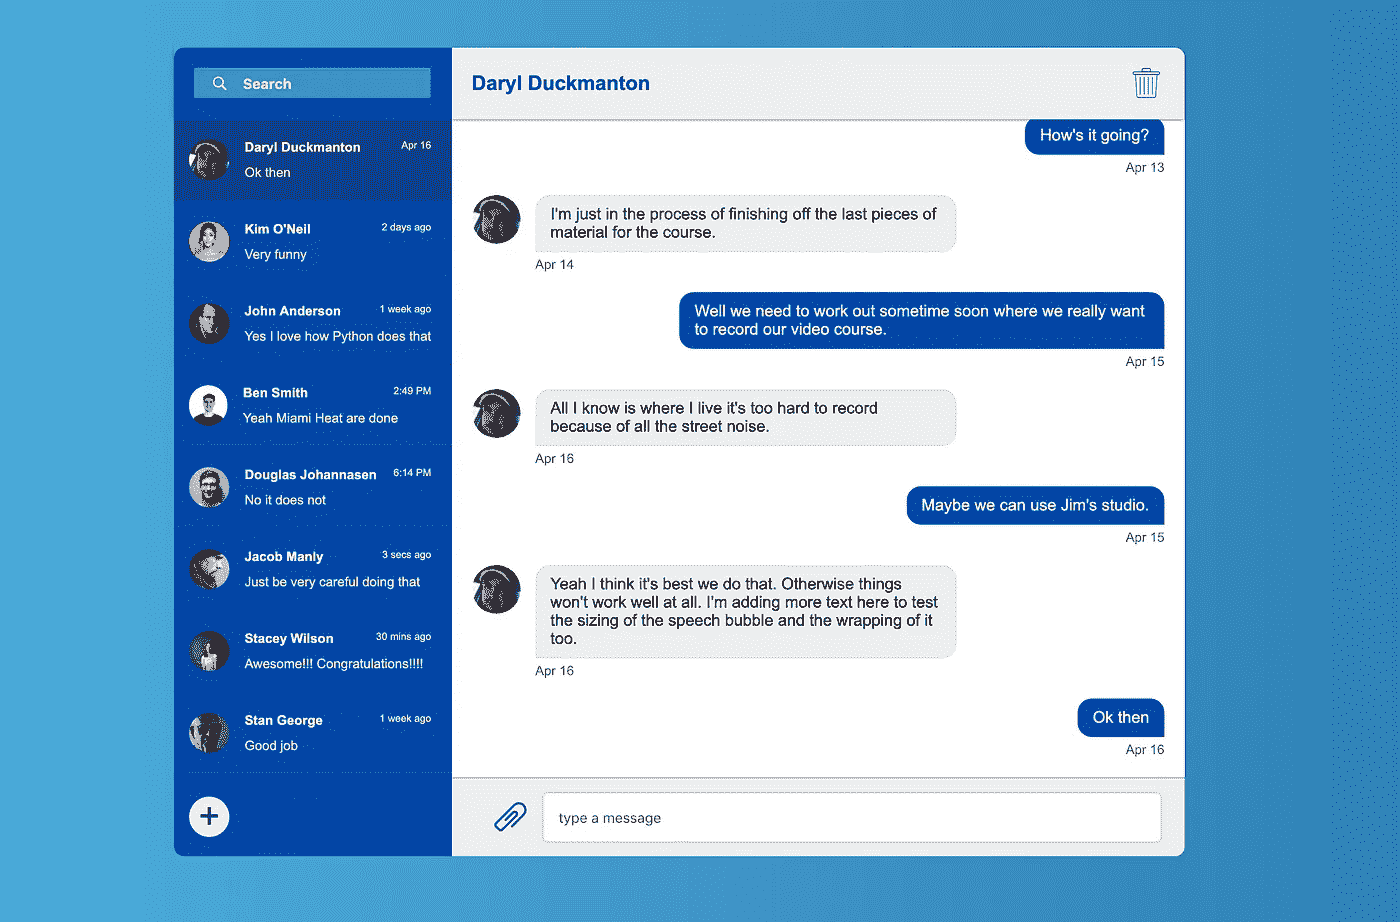 Search
Daryl Duckmanton
Apr 16
Ok then
Kim O'Neil
2 days ago
Very funny
John Anderson
1 week ago
Yes I love how Python does that
Ben Smith
2:49 PM
Yeah Miami Heat are done
Douglas Johannasen
6:14 PM
No it does not
Jacob Manly
3 secs ago
Just be very careful doing that
Stacey Wilson
30 mins ago
Awesome!!! Congratulations!!!!
Stan George
1 week ago
Good job
Daryl Duckmanton
How's it going?
Apr 13
I'm just in the process of finishing off the last pieces of
material for the course.
Apr 14
Well we need to work out sometime soon where we really want
to record our video course.
Apr 15
All I know is where I live it's too hard to record
because of all the street noise.
Apr 16
Maybe we can use Jim's studio.
Apr 15
Yeah I think it's best we do that. Otherwise things
won't work well at all. I'm adding more text here to test
the sizing of the speech bubble and the wrapping of it
too.
Apr 16
Ok then
Apr 16
type a message